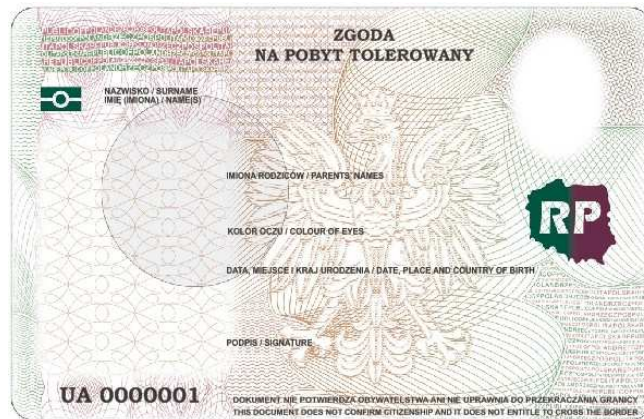 ZGODA
NA POBYT TOLEROWANY
NAZWISKO / SURNAME
IMIĘ (IMIONA) / NAME(S)
IMIONA RODZICÓW / PARENTS' NAMES
KOLOR OCZU / COLOUR OF EYES
DATA, MIEJSCE I KRAJ URODZENIA / DATE, PLACE AND COUNTRY OF BIRTH
RP
PODPIS / SIGNATURE
UA 0000001
DOKUMENT NIE POTWIERDZA OBYWATELSTWA ANI NIE UPRAWNIA DO PRZEKRACZANIA GRANICY
THIS DOCUMENT DOES NOT CONFIRM CITIZENSHIP AND IT DOES NOT ENTITLE TO CROSS THE BORDER